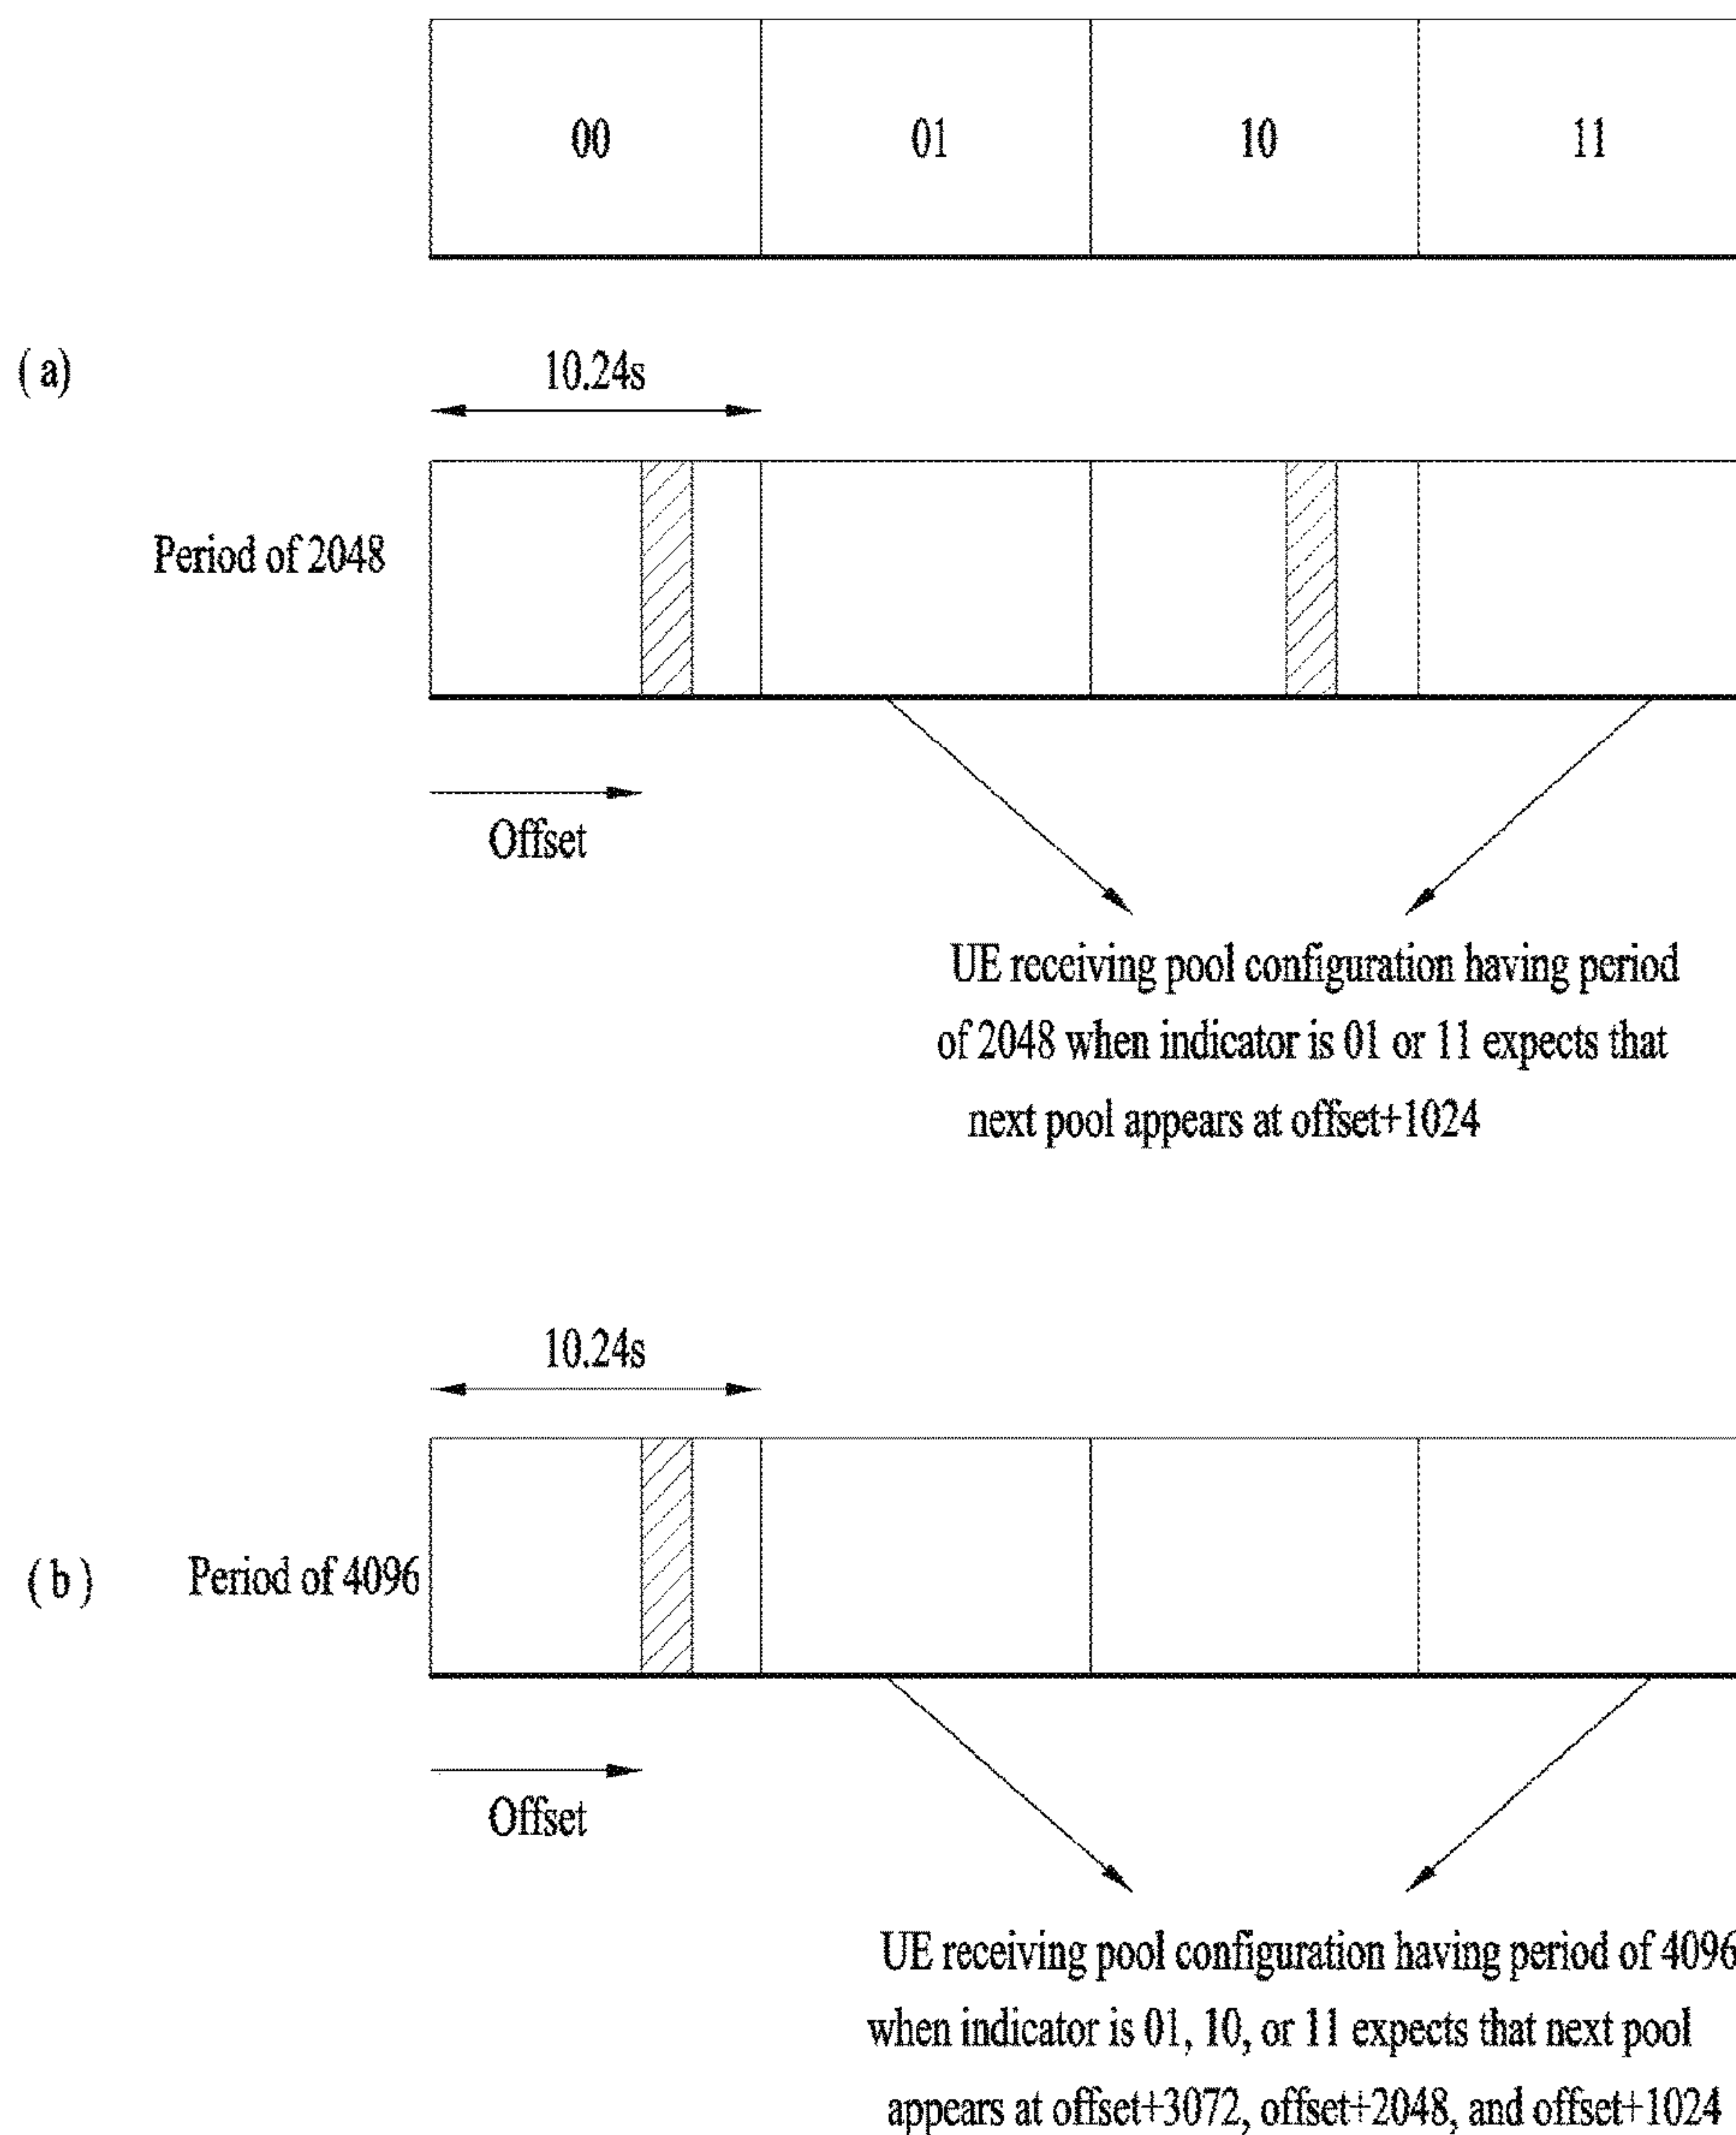 00 01 10 11
(a)
10.24s
Period of 2048
Offset
UE receiving pool configuration having period
of 2048 when indicator is 01 or 11 expects that
next pool appears at offset+1024
10.24s
(b) Period of 4096
Offset
UE receiving pool configuration having period of 4096
when indicator is 01, 10, or 11 expects that next pool
appears at offset+3072, offset+2048, and offset+1024